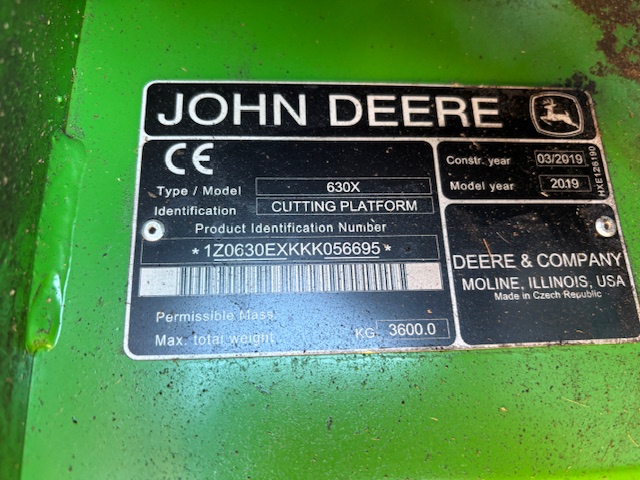 JOHN DEERE
CE
Type / Model 630X
Identification CUTTING PLATFORM
Product Identification Number
*1Z0630EXKKK056695*
Permissible Mass
Max. total weight KG 3600.0
Constr. year 03/2019
Model year 2019
DEERE & COMPANY
MOLINE, ILLINOIS, USA
Made in Czech Republic
HXE126190